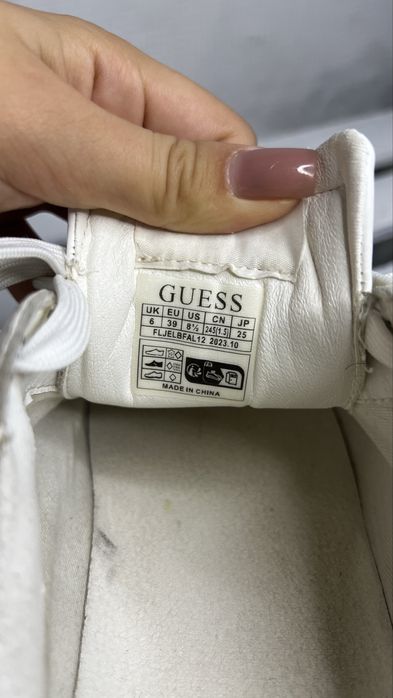 GUESS
UK EU US CN JP
6 39 8½ 245(1.5) 25
FLJELBFAL12 2023.10
MADE IN CHINA